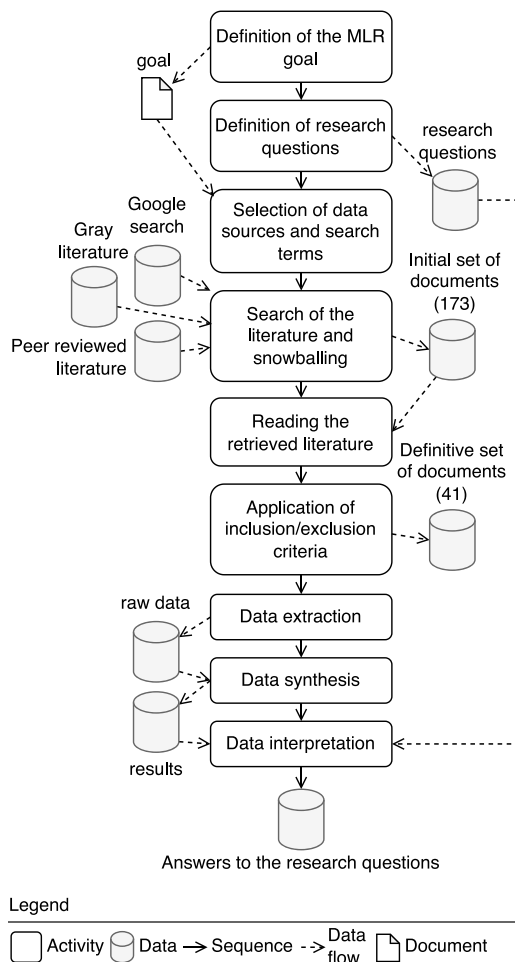 Definition of the MLR
goal
goal
Definition of research
questions
research
questions
Google
search
Selection of data
sources and search
terms
Gray
literature
Initial set of
documents
(173)
Search of the
literature and
snowballing
Peer reviewed
literature
Reading the
retrieved literature
Definitive set
of documents
(41)
Application of
inclusion/exclusion
criteria
raw data
Data extraction
Data synthesis
Data interpretation
results
Answers to the research questions
Legend
Activity
Data
Sequence
Data
flow
Document